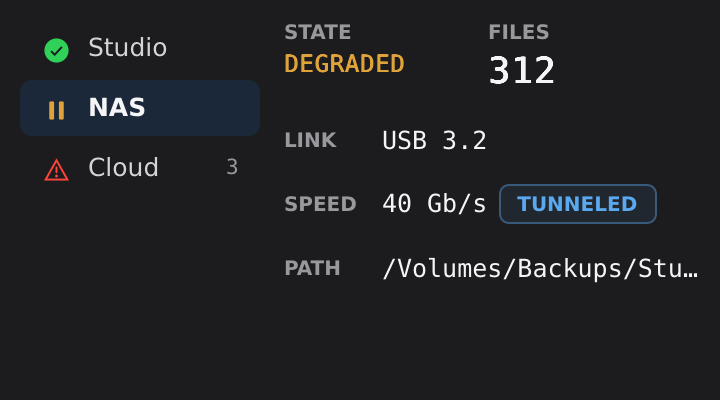 Studio
NAS
Cloud 3
STATE FILES
DEGRADED 312
LINK USB 3.2
SPEED 40 Gb/s TUNNELED
PATH /Volumes/Backups/Stu…